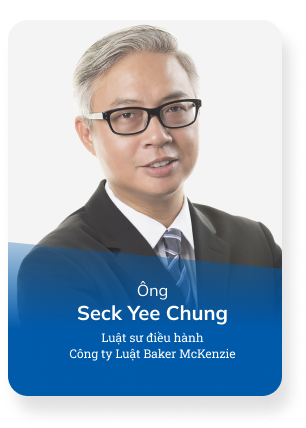 Ông
Seck Yee Chung
Luật sư điều hành
Công ty Luật Baker McKenzie